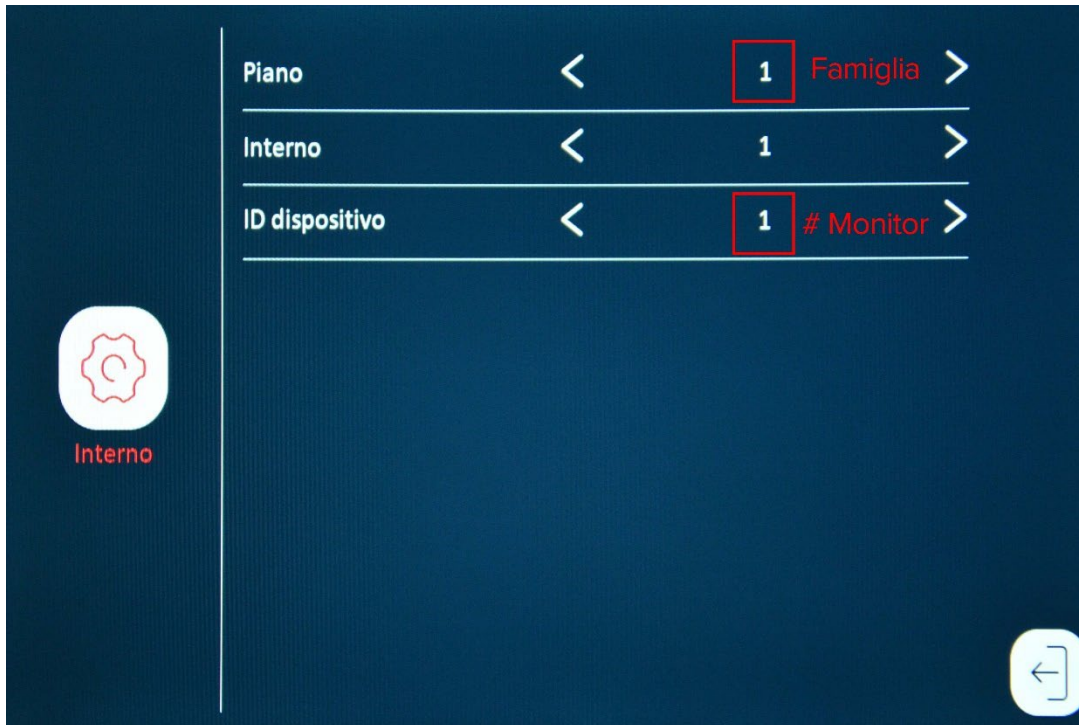 Piano < 1 Famiglia >
Interno < 1 >
ID dispositivo < 1 # Monitor >
Interno